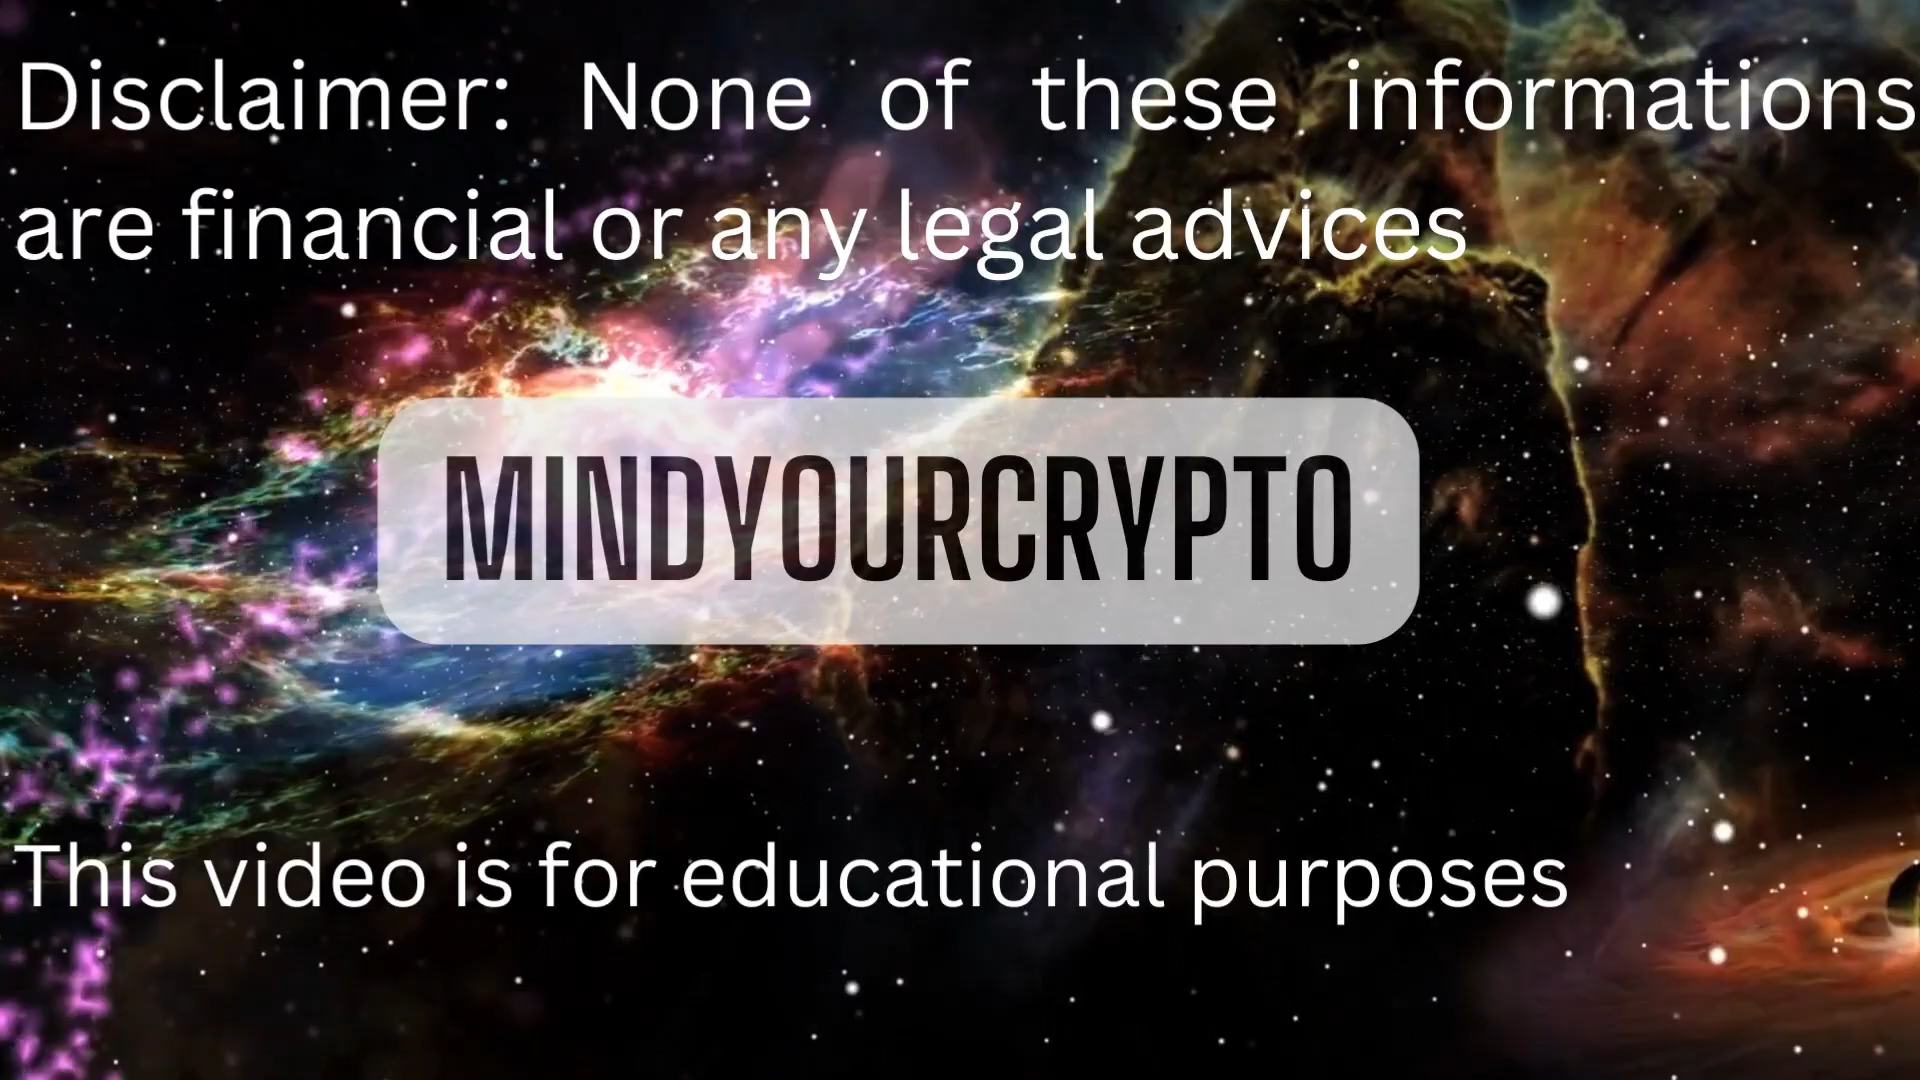 Disclaimer: None of these informations
are financial or any legal advices
MINDYOURCRYPTO
This video is for educational purposes